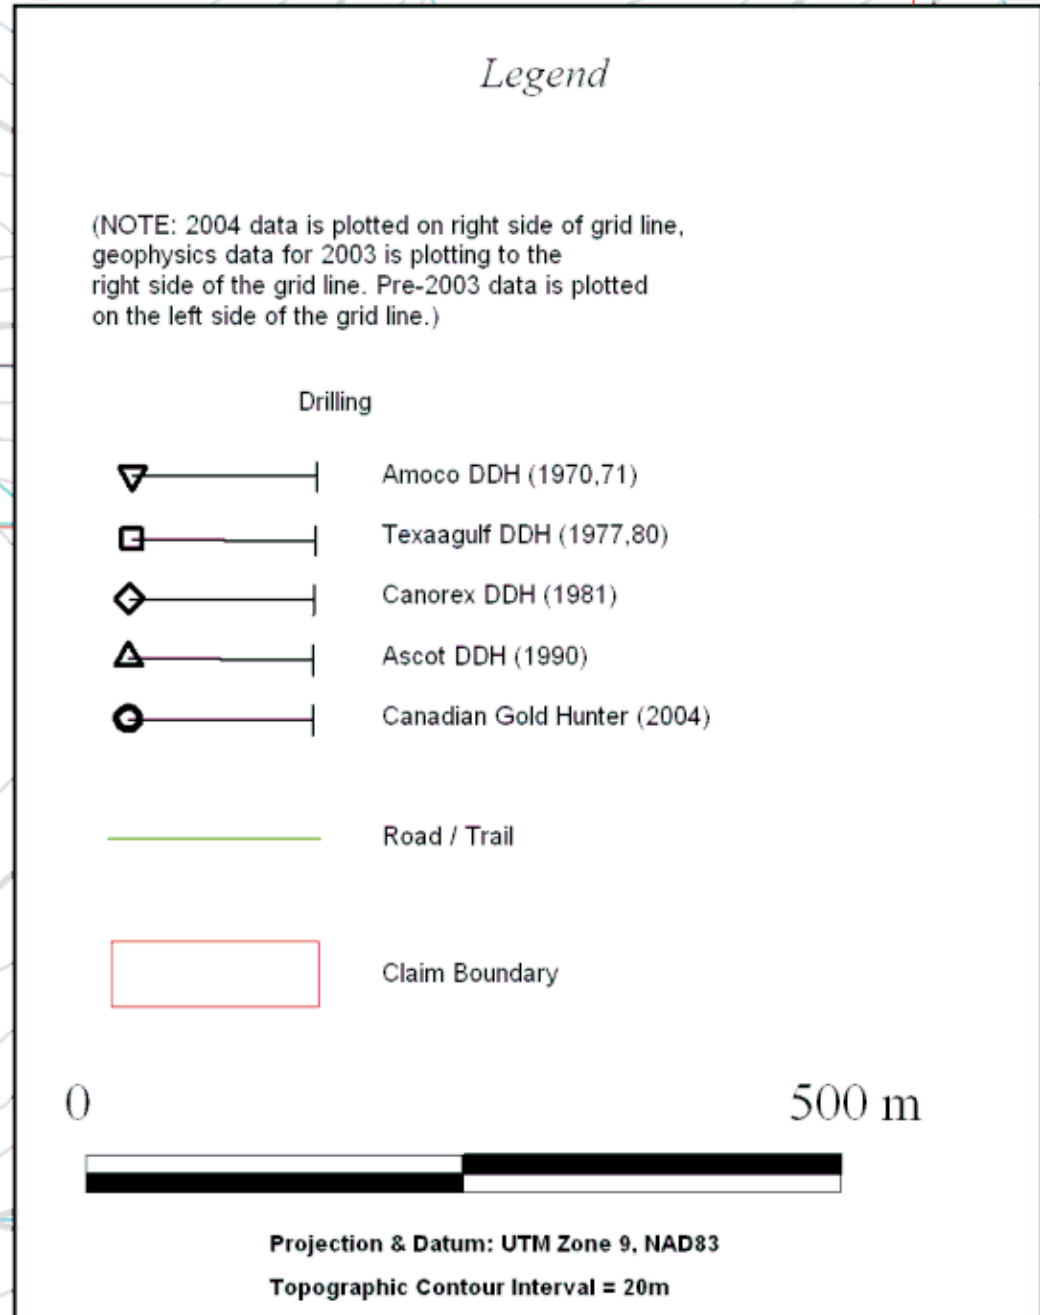 Legend
(NOTE: 2004 data is plotted on right side of grid line,
geophysics data for 2003 is plotting to the
right side of the grid line. Pre-2003 data is plotted
on the left side of the grid line.)
Drilling
Amoco DDH (1970,71)
Texaagulf DDH (1977,80)
Canorex DDH (1981)
Ascot DDH (1990)
Canadian Gold Hunter (2004)
Road / Trail
Claim Boundary
0 500 m
Projection & Datum: UTM Zone 9, NAD83
Topographic Contour Interval = 20m